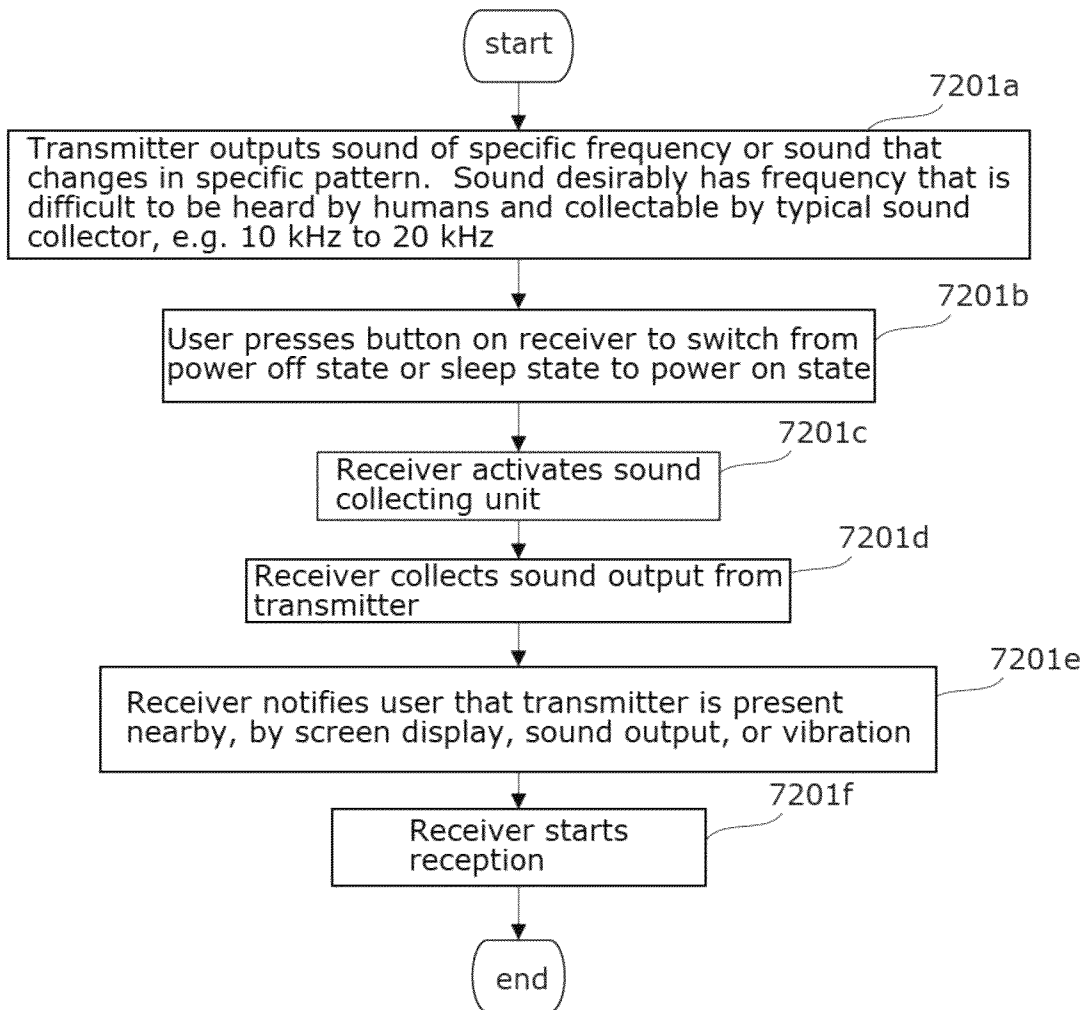 start
7201a
Transmitter outputs sound of specific frequency or sound that
changes in specific pattern.  Sound desirably has frequency that is
difficult to be heard by humans and collectable by typical sound
collector, e.g. 10 kHz to 20 kHz
7201b
User presses button on receiver to switch from
power off state or sleep state to power on state
7201c
Receiver activates sound
collecting unit
7201d
Receiver collects sound output from
transmitter
7201e
Receiver notifies user that transmitter is present
nearby, by screen display, sound output, or vibration
7201f
Receiver starts
reception
end